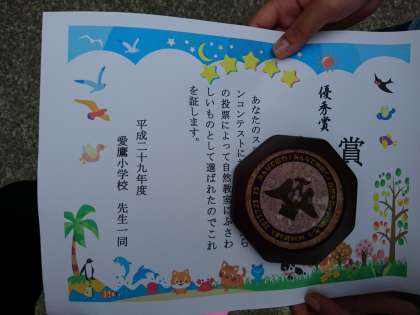 賞
優秀賞
あなたのス
ンコンテストに
の投票によって自然教室にふさわ
しいものとして選ばれたのでこれ
を証します。
平成二十九年度
愛鷹小学校 先生一同